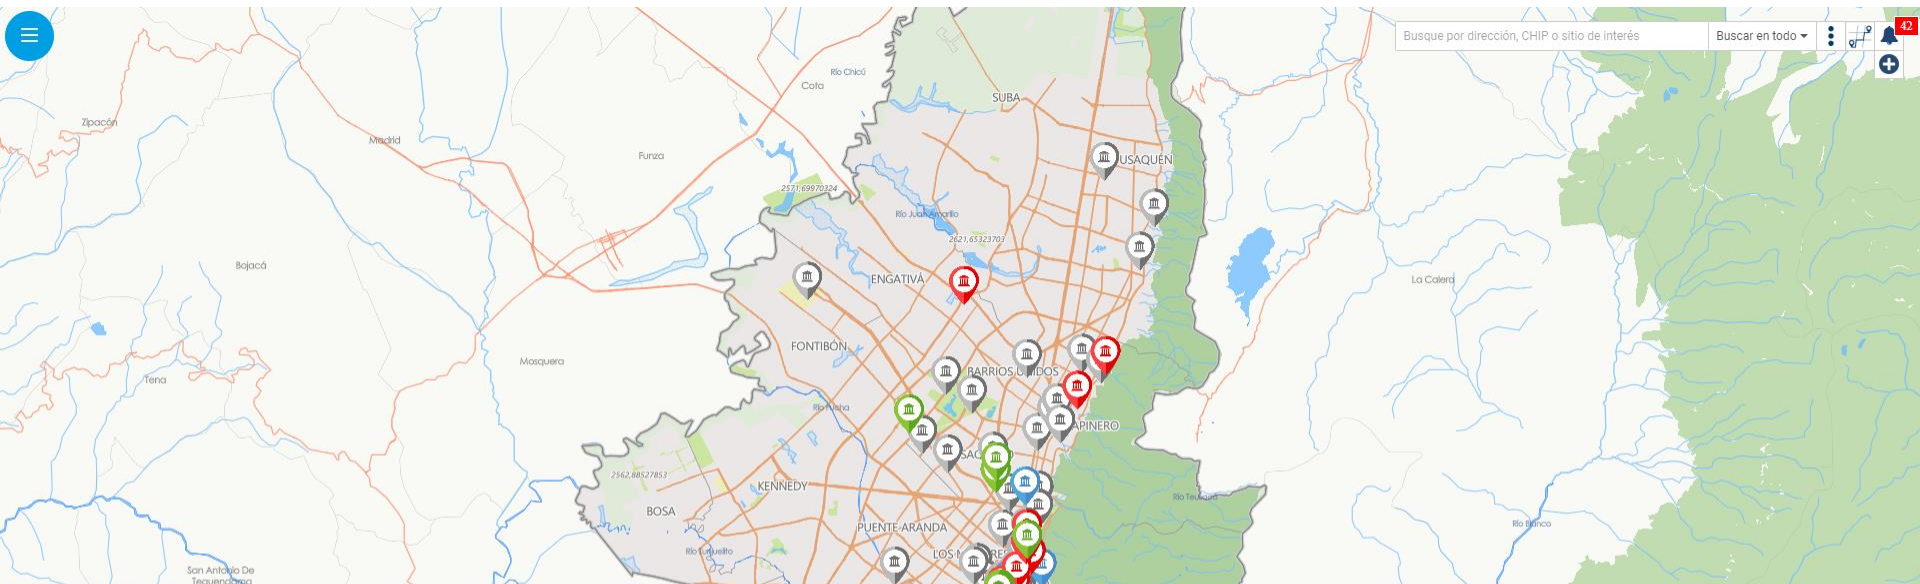 42
Busque por dirección, CHIP o sitio de interés
Buscar en todo
Río Chicú
Cota
SUBA
Zipacón
Madrid
Funza
USAQUÉN
2571,69970324
Río Juan Amarillo
2621,65323703
Bojacá
ENGATIVÁ
La Calera
FONTIBÓN
Mosquera
BARRIOS UNIDOS
Tena
Río Fucha
APINERO
2562,88527853
KENNEDY
Río Teusacá
BOSA
Río Blanco
PUENTE ARANDA
Río Tunjuelito
San Antonio De
Tequendama